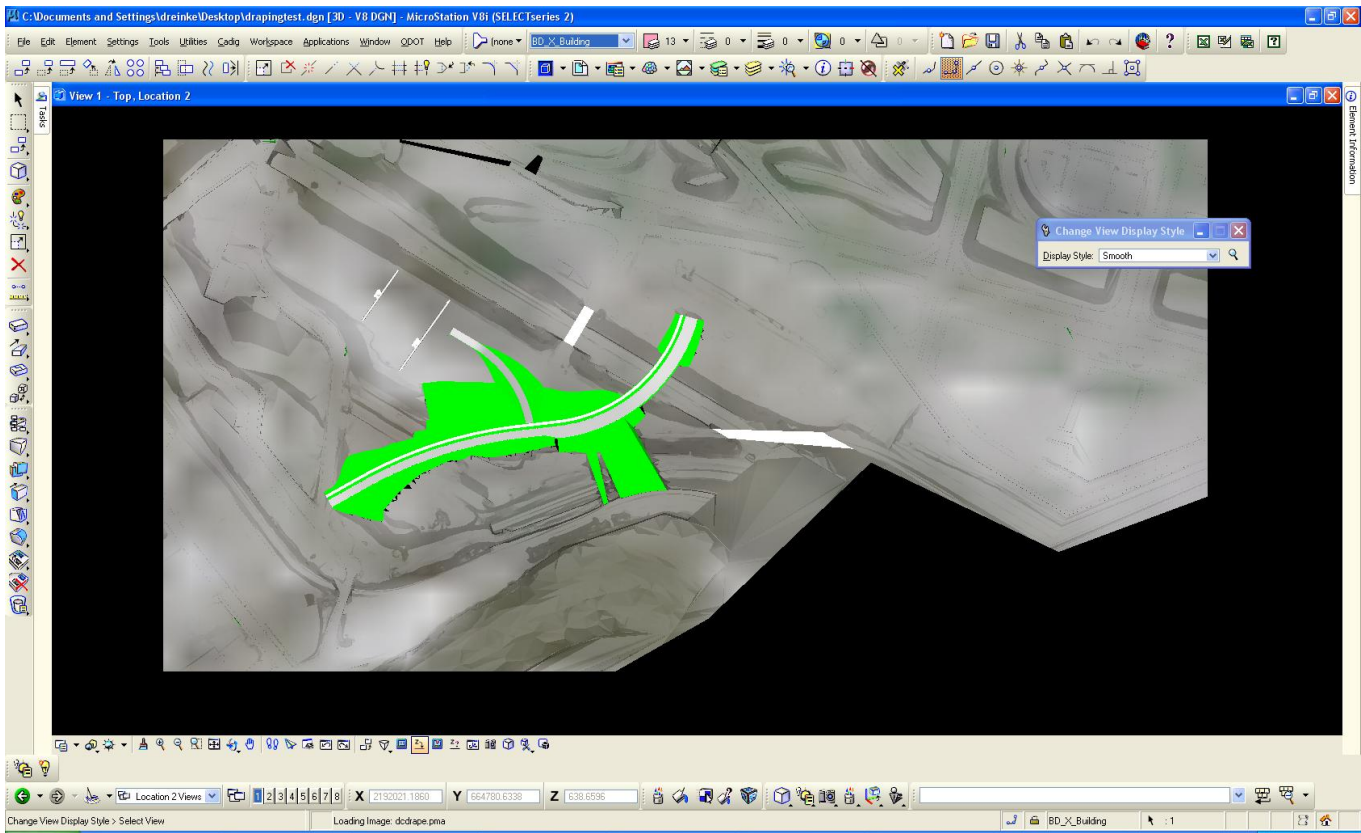 C:\Documents and Settings\dreinke\Desktop\drapingtest.dgn [3D - V8 DGN] - MicroStation V8i (SELECTseries 2)
File Edit Element Settings Tools Utilities Cadig Workspace Applications Window ODOT Help (none BD_X_Building 13 0 0 0 0
View 1 - Top, Location 2
Tasks
Element Information
Change View Display Style
Display Style: Smooth
Location 2 Views 1 2 3 4 5 6 7 8 X 2192021.1860 Y 664780.6338 Z 638.6596
Change View Display Style > Select View Loading Image: dcdrape.pma BD_X_Building : 1